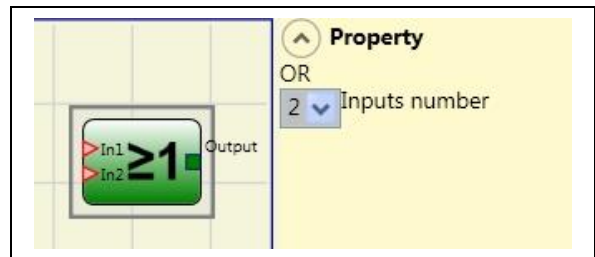 Property
OR
2 Inputs number
In1 ≥1 Output
In2